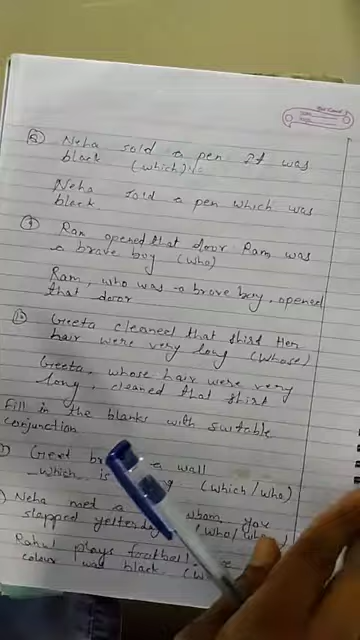 ⑧ Neha sold a pen It was
black (which)
Neha sold a pen which was
black.
⑨ Ram opened that door Ram was
a brave boy (who)
Ram, who was a brave boy, opened
that door
⑩ Geeta cleaned that shirt Her
hair were very long (whose)
Geeta, whose hair were very
long, cleaned that shirt
Fill in the blanks with suitable
conjunction
a wall
which is (which/who)
Neha met a whom you
slapped yesterday (who/
Rahul plays football
colour was black